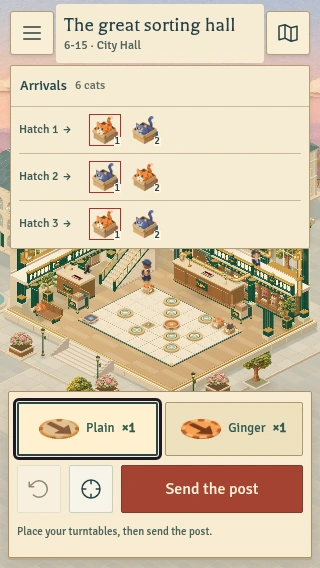 The great sorting hall
6-15 · City Hall
Arrivals 6 cats
Hatch 1 → 1 2
Hatch 2 → 1 2
Hatch 3 → 1 2
Plain ×1 Ginger ×1
Send the post
Place your turntables, then send the post.